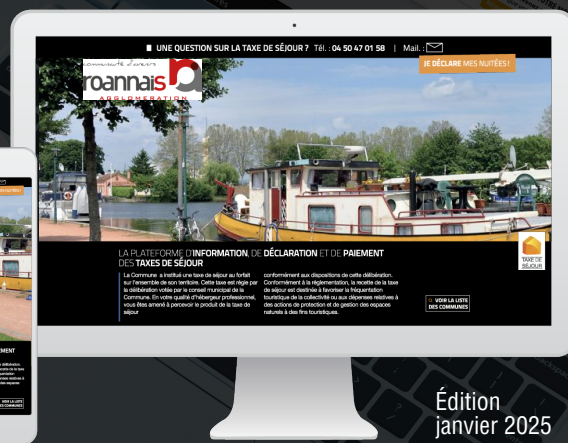 UNE QUESTION SUR LA TAXE DE SÉJOUR ? Tél. : 04 50 47 01 58 | Mail. :
JE DÉCLARE MES NUITÉES !
communauté d'agglo
roannais
AGGLOMERATION
LA PLATEFORME D'INFORMATION, DE DÉCLARATION ET DE PAIEMENT
DES TAXES DE SÉJOUR
La Commune a institué une taxe de séjour au forfait
sur l'ensemble de son territoire. Cette taxe est régie par
la délibération votée par le conseil municipal de la
Commune. En votre qualité d'hébergeur professionnel,
vous êtes amené à percevoir le produit de la taxe de
séjour
conformément aux dispositions de cette délibération.
Conformément à la réglementation, la recette de la taxe
de séjour est destinée à favoriser la fréquentation
touristique de la collectivité ou aux dépenses relatives à
des actions de protection et de gestion des espaces
naturels à des fins touristiques.
TAXE DE
SÉJOUR
VOIR LA LISTE
DES COMMUNES
Édition
janvier 2025